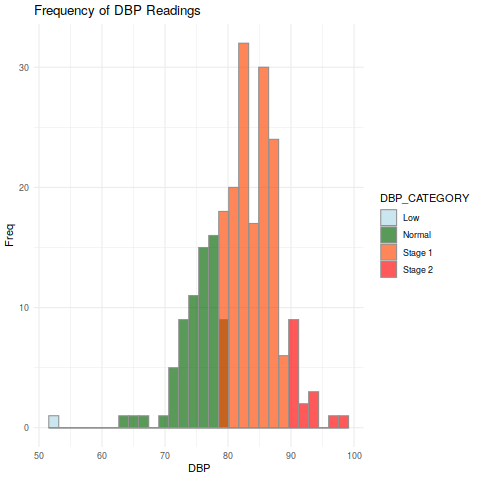 Frequency of DBP Readings
Freq
30
20
10
0
50 60 70 80 90 100
DBP
DBP_CATEGORY
Low
Normal
Stage 1
Stage 2